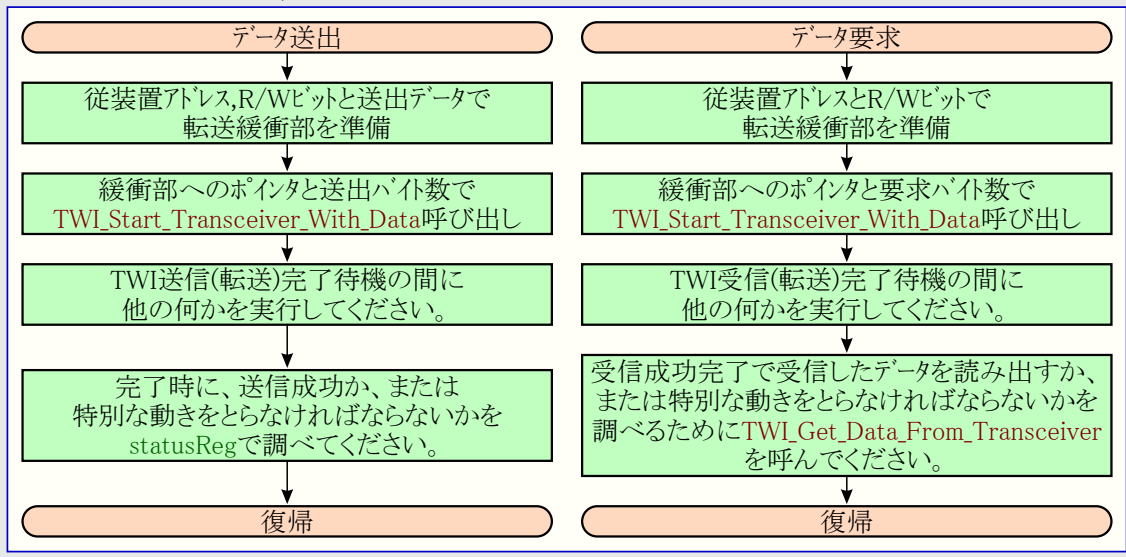 データ送出
従装置アドレス,R/Wビットと送出データで
転送緩衝部を準備
緩衝部へのポインタと送出バイト数で
TWI_Start_Transceiver_With_Data呼び出し
TWI送信(転送)完了待機の間に
他の何かを実行してください。
完了時に、送信成功か、または
特別な動きをとらなければならないかを
statusRegで調べてください。
復帰
データ要求
従装置アドレスとR/Wビットで
転送緩衝部を準備
緩衝部へのポインタと要求バイト数で
TWI_Start_Transceiver_With_Data呼び出し
TWI受信(転送)完了待機の間に
他の何かを実行してください。
受信成功完了で受信したデータを読み出すか、
または特別な動きをとらなければならないかを
調べるためにTWI_Get_Data_From_Transceiver
を呼んでください。
復帰